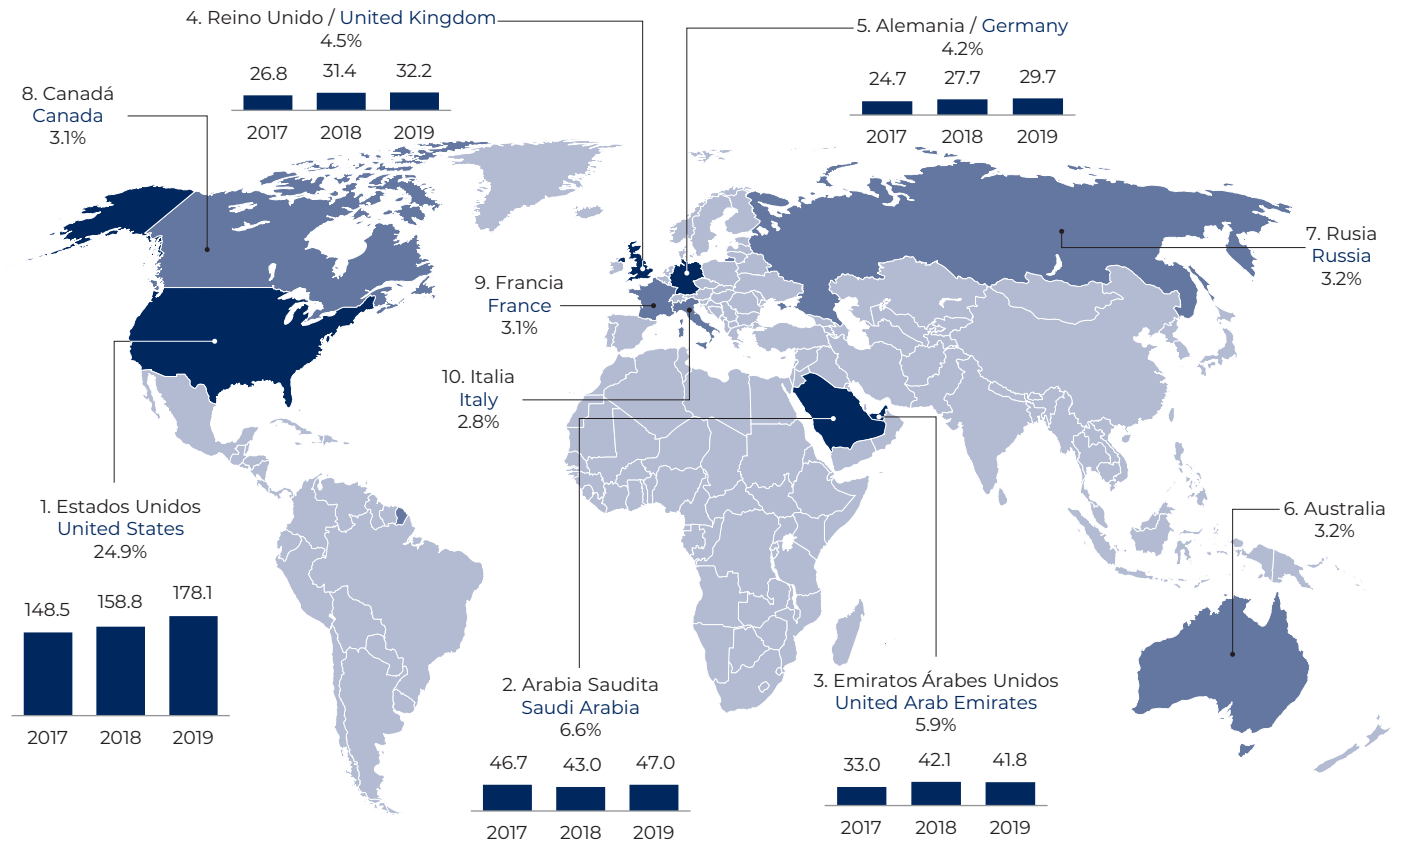 4. Reino Unido / United Kingdom
4.5%
26.8 31.4 32.2
2017 2018 2019
5. Alemania / Germany
4.2%
24.7 27.7 29.7
2017 2018 2019
8. Canadá
Canada
3.1%
7. Rusia
Russia
3.2%
9. Francia
France
3.1%
10. Italia
Italy
2.8%
1. Estados Unidos
United States
24.9%
148.5 158.8 178.1
2017 2018 2019
6. Australia
3.2%
2. Arabia Saudita
Saudi Arabia
6.6%
46.7 43.0 47.0
2017 2018 2019
3. Emiratos Árabes Unidos
United Arab Emirates
5.9%
33.0 42.1 41.8
2017 2018 2019